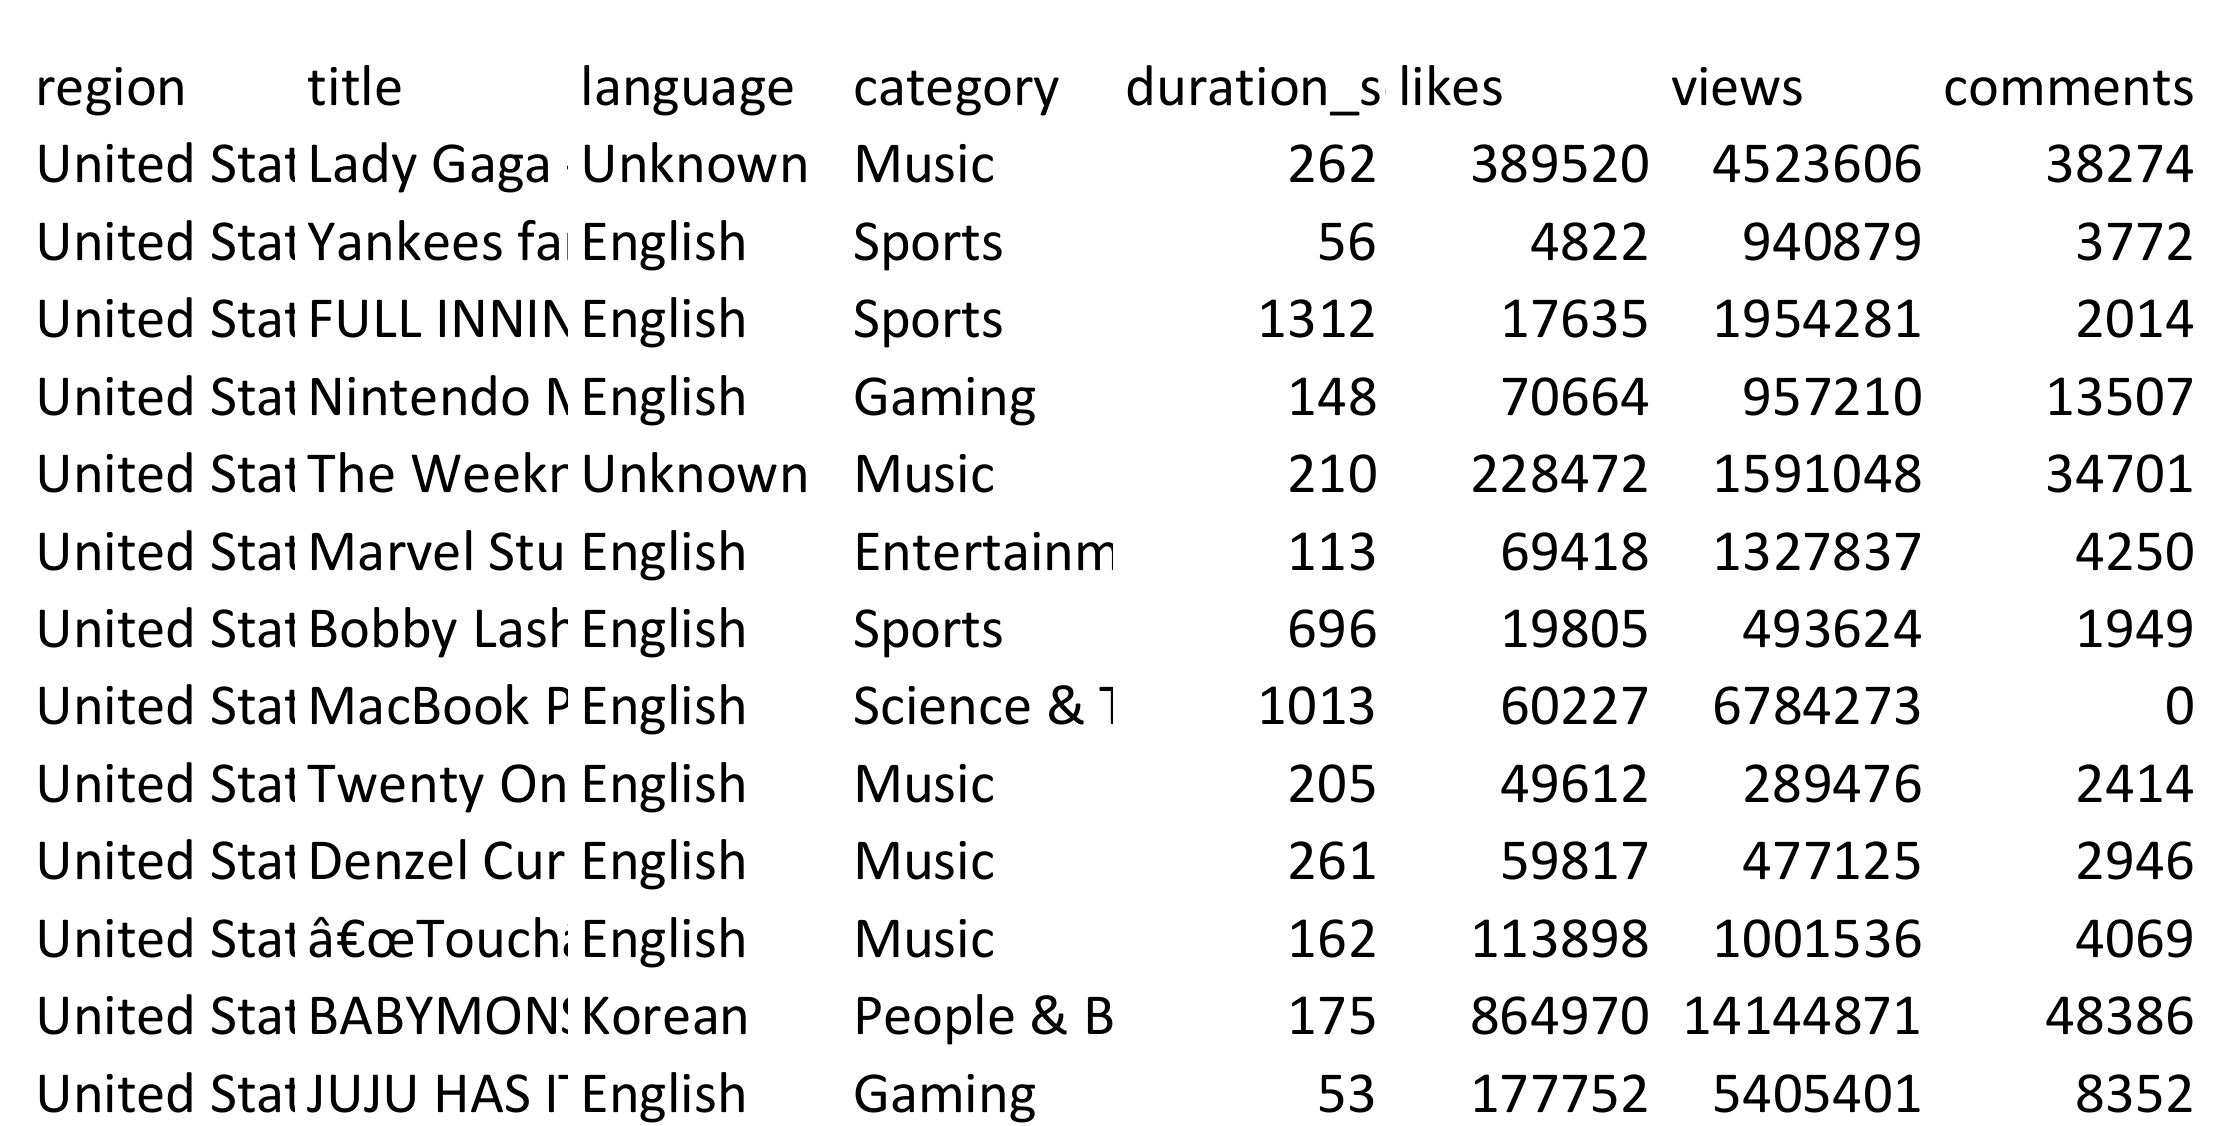 region title language category duration_s likes views comments
United Stat Lady Gaga - Unknown Music 262 389520 4523606 38274
United Stat Yankees fa English Sports 56 4822 940879 3772
United Stat FULL INNIN English Sports 1312 17635 1954281 2014
United Stat Nintendo English Gaming 148 70664 957210 13507
United Stat The Week Unknown Music 210 228472 1591048 34701
United Stat Marvel Stu English Entertainm 113 69418 1327837 4250
United Stat Bobby Lash English Sports 696 19805 493624 1949
United Stat MacBook P English Science & T 1013 60227 6784273 0
United Stat Twenty On English Music 205 49612 289476 2414
United Stat Denzel Cur English Music 261 59817 477125 2946
United Stat â€œTouchâ English Music 162 113898 1001536 4069
United Stat BABYMONS Korean People & B 175 864970 14144871 48386
United Stat JUJU HAS IT English Gaming 53 177752 5405401 8352